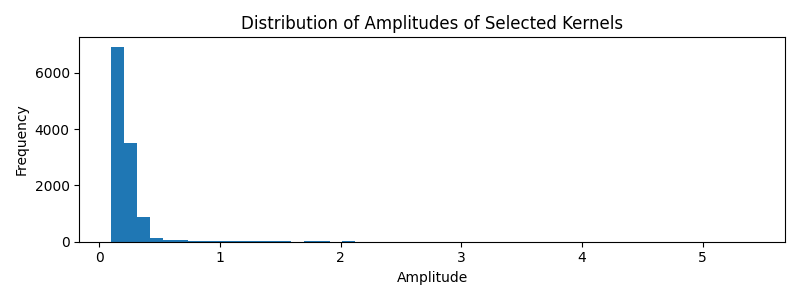 Distribution of Amplitudes of Selected Kernels
Frequency
6000
4000
2000
0
0 1 2 3 4 5
Amplitude